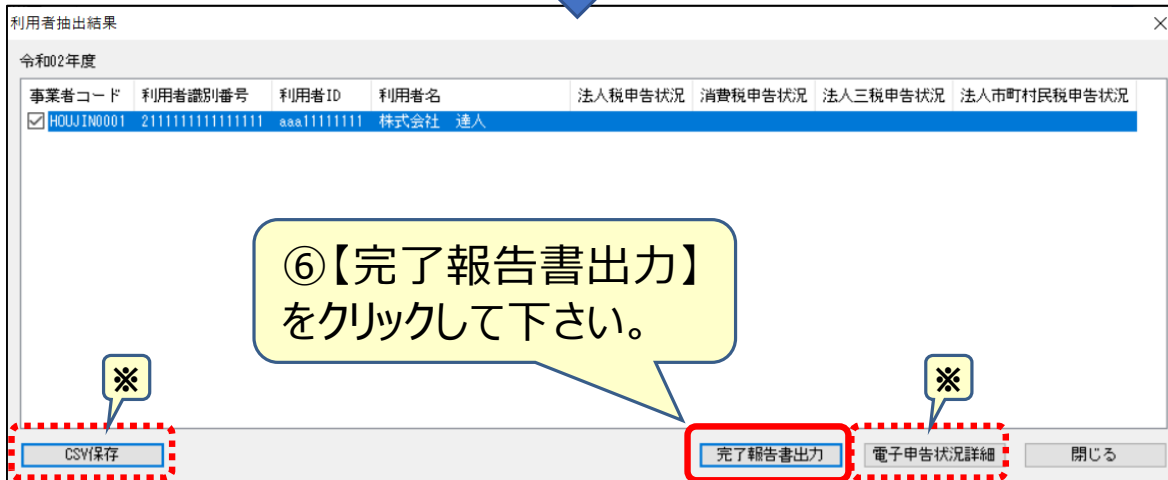 利用者抽出結果
令和02年度
事業者コード 利用者識別番号 利用者ID 利用者名 法人税申告状況 消費税申告状況 法人三税申告状況 法人市町村民税申告状況
HOUJIN0001 2111111111111111 aaa11111111 株式会社 達人
⑥【完了報告書出力】
をクリックして下さい。
※ ※
CSV保存 完了報告書出力 電子申告状況詳細 閉じる